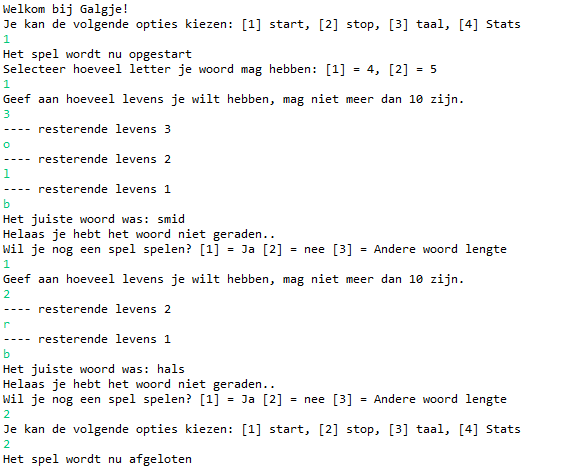 Welkom bij Galgje!
Je kan de volgende opties kiezen: [1] start, [2] stop, [3] taal, [4] Stats
1
Het spel wordt nu opgestart
Selecteer hoeveel letter je woord mag hebben: [1] = 4, [2] = 5
1
Geef aan hoeveel levens je wilt hebben, mag niet meer dan 10 zijn.
3
---- resterende levens 3
o
---- resterende levens 2
l
---- resterende levens 1
b
Het juiste woord was: smid
Helaas je hebt het woord niet geraden..
Wil je nog een spel spelen? [1] = Ja [2] = nee [3] = Andere woord lengte
1
Geef aan hoeveel levens je wilt hebben, mag niet meer dan 10 zijn.
2
---- resterende levens 2
r
---- resterende levens 1
b
Het juiste woord was: hals
Helaas je hebt het woord niet geraden..
Wil je nog een spel spelen? [1] = Ja [2] = nee [3] = Andere woord lengte
2
Je kan de volgende opties kiezen: [1] start, [2] stop, [3] taal, [4] Stats
2
Het spel wordt nu afgeloten